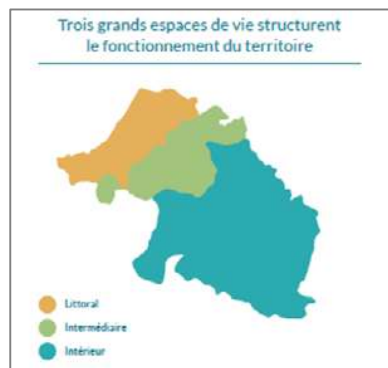 Trois grands espaces de vie structurent
le fonctionnement du territoire
Littoral
Intermédiaire
Intérieur